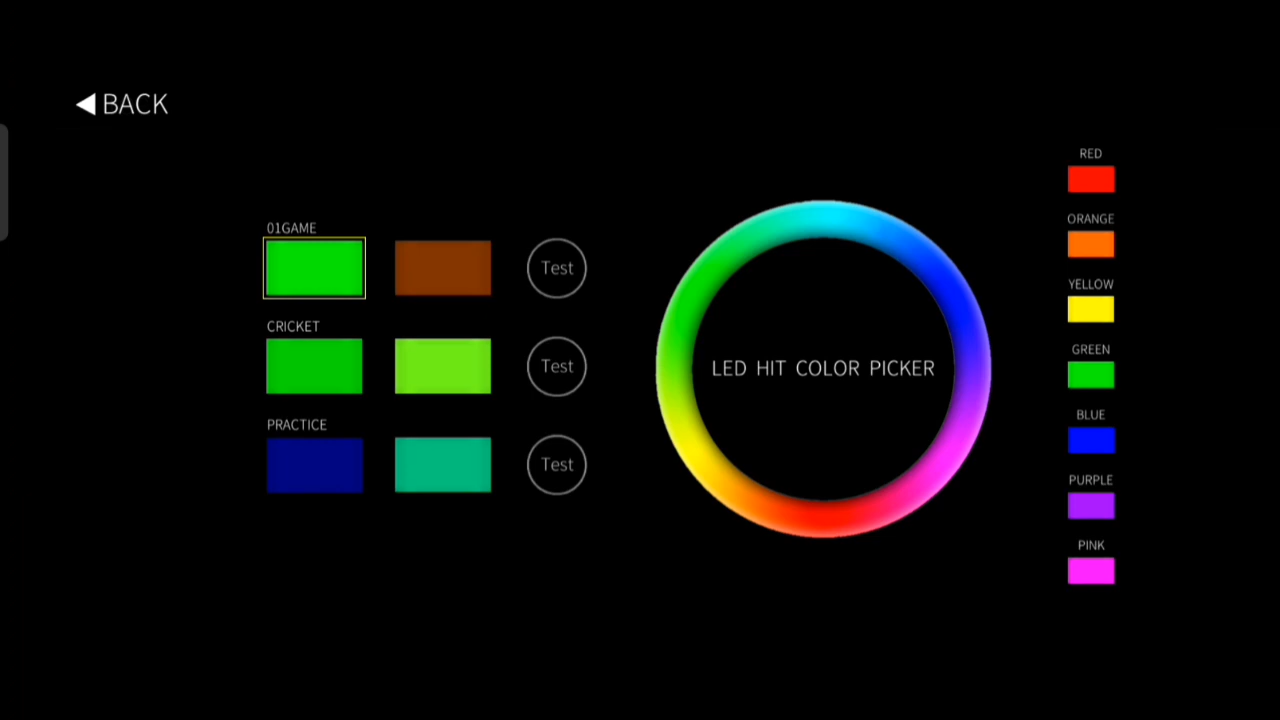 BACK
01GAME
Test
CRICKET
Test
PRACTICE
Test
LED HIT COLOR PICKER
RED
ORANGE
YELLOW
GREEN
BLUE
PURPLE
PINK